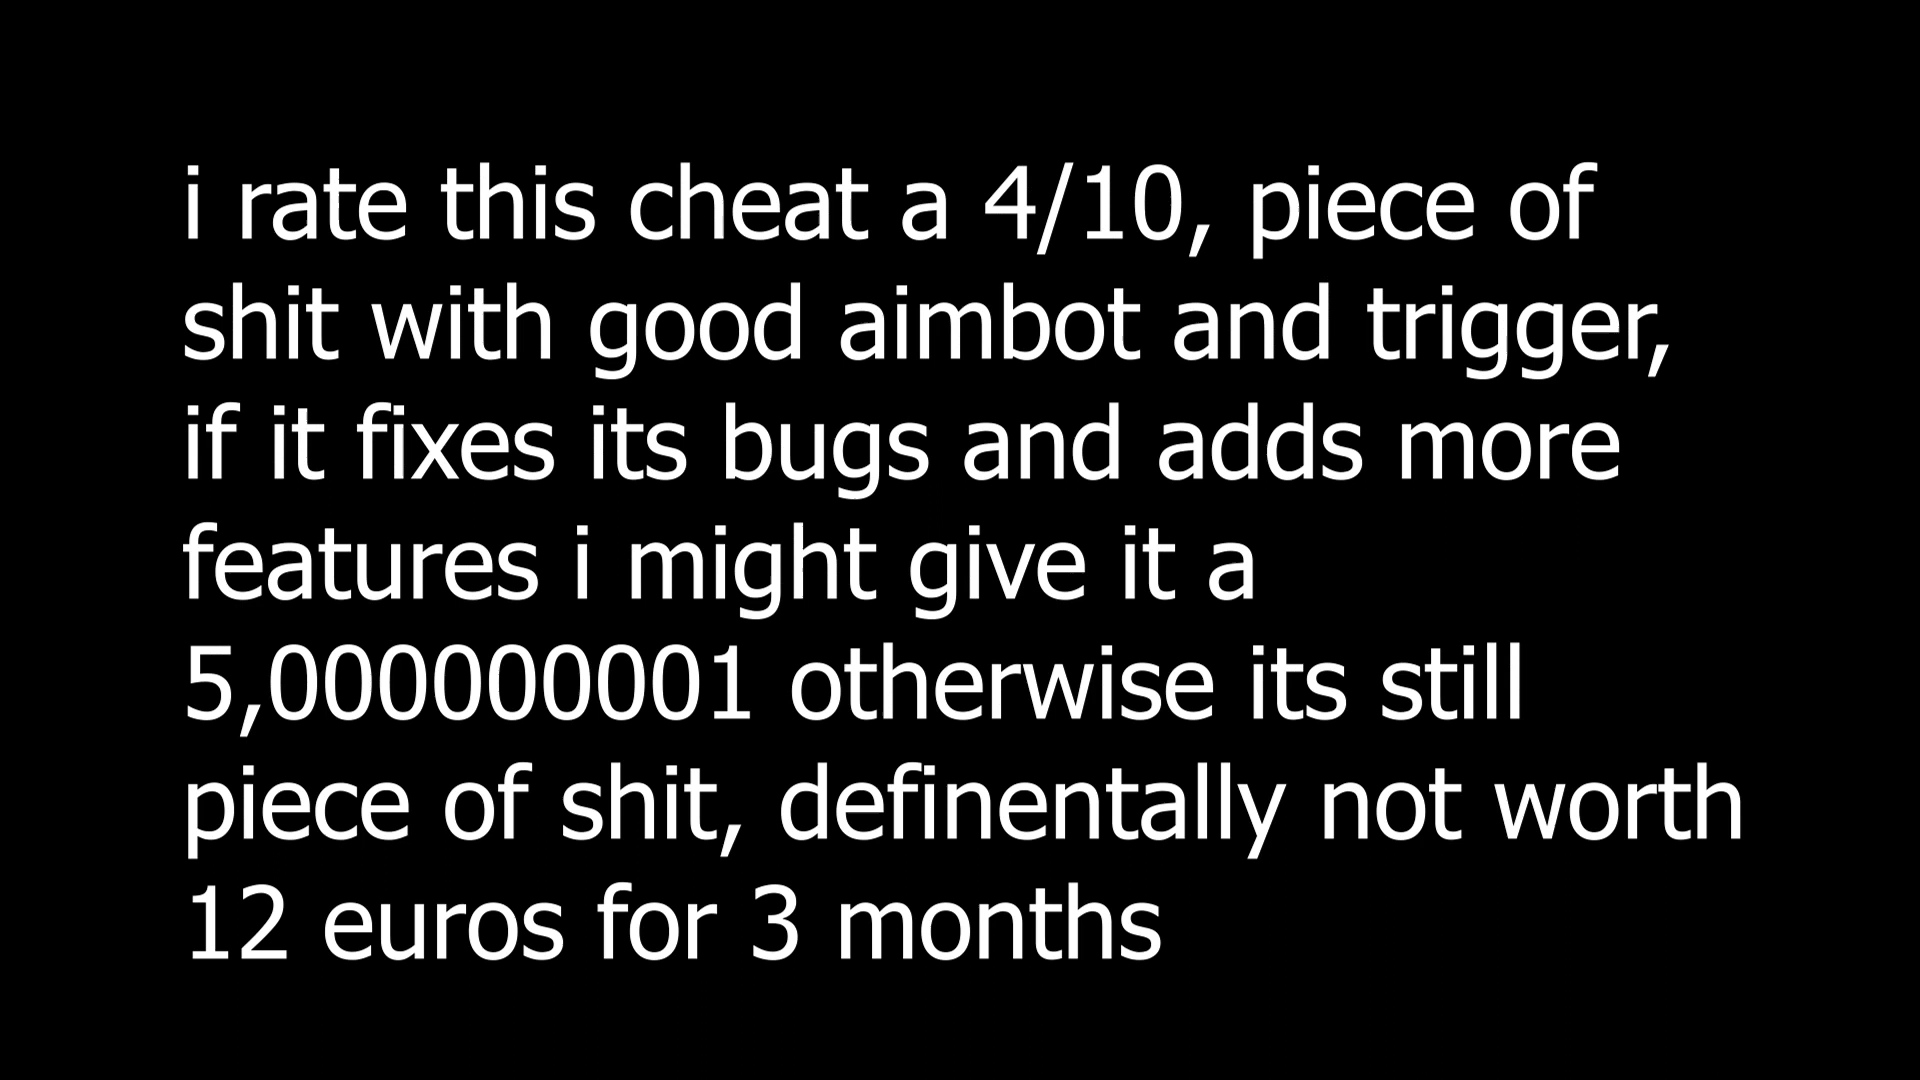 i rate this cheat a 4/10, piece of
shit with good aimbot and trigger,
if it fixes its bugs and adds more
features i might give it a
5,000000001 otherwise its still
piece of shit, definentally not worth
12 euros for 3 months